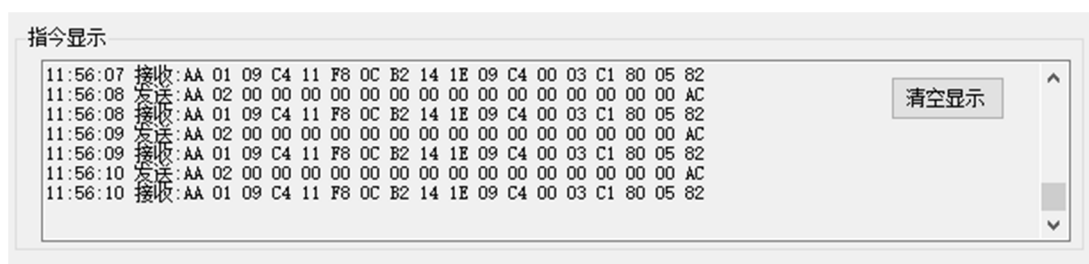 指令显示
11:56:07 接收:AA 01 09 C4 11 F8 0C B2 14 1E 09 C4 00 03 C1 80 05 82
11:56:08 发送:AA 02 00 00 00 00 00 00 00 00 00 00 00 00 00 00 00 AC
11:56:08 接收:AA 01 09 C4 11 F8 0C B2 14 1E 09 C4 00 03 C1 80 05 82
11:56:09 发送:AA 02 00 00 00 00 00 00 00 00 00 00 00 00 00 00 00 AC
11:56:09 接收:AA 01 09 C4 11 F8 0C B2 14 1E 09 C4 00 03 C1 80 05 82
11:56:10 发送:AA 02 00 00 00 00 00 00 00 00 00 00 00 00 00 00 00 AC
11:56:10 接收:AA 01 09 C4 11 F8 0C B2 14 1E 09 C4 00 03 C1 80 05 82
清空显示